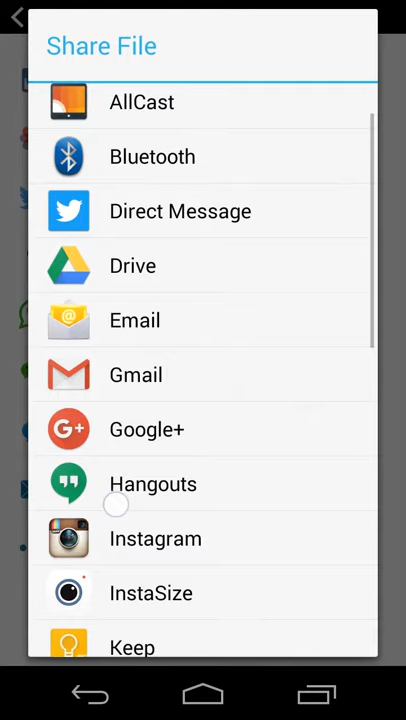 Share File
AllCast
Bluetooth
Direct Message
Drive
@
Email
Gmail
G+
Google+
Hangouts
Instagram
InstaSize
Keep